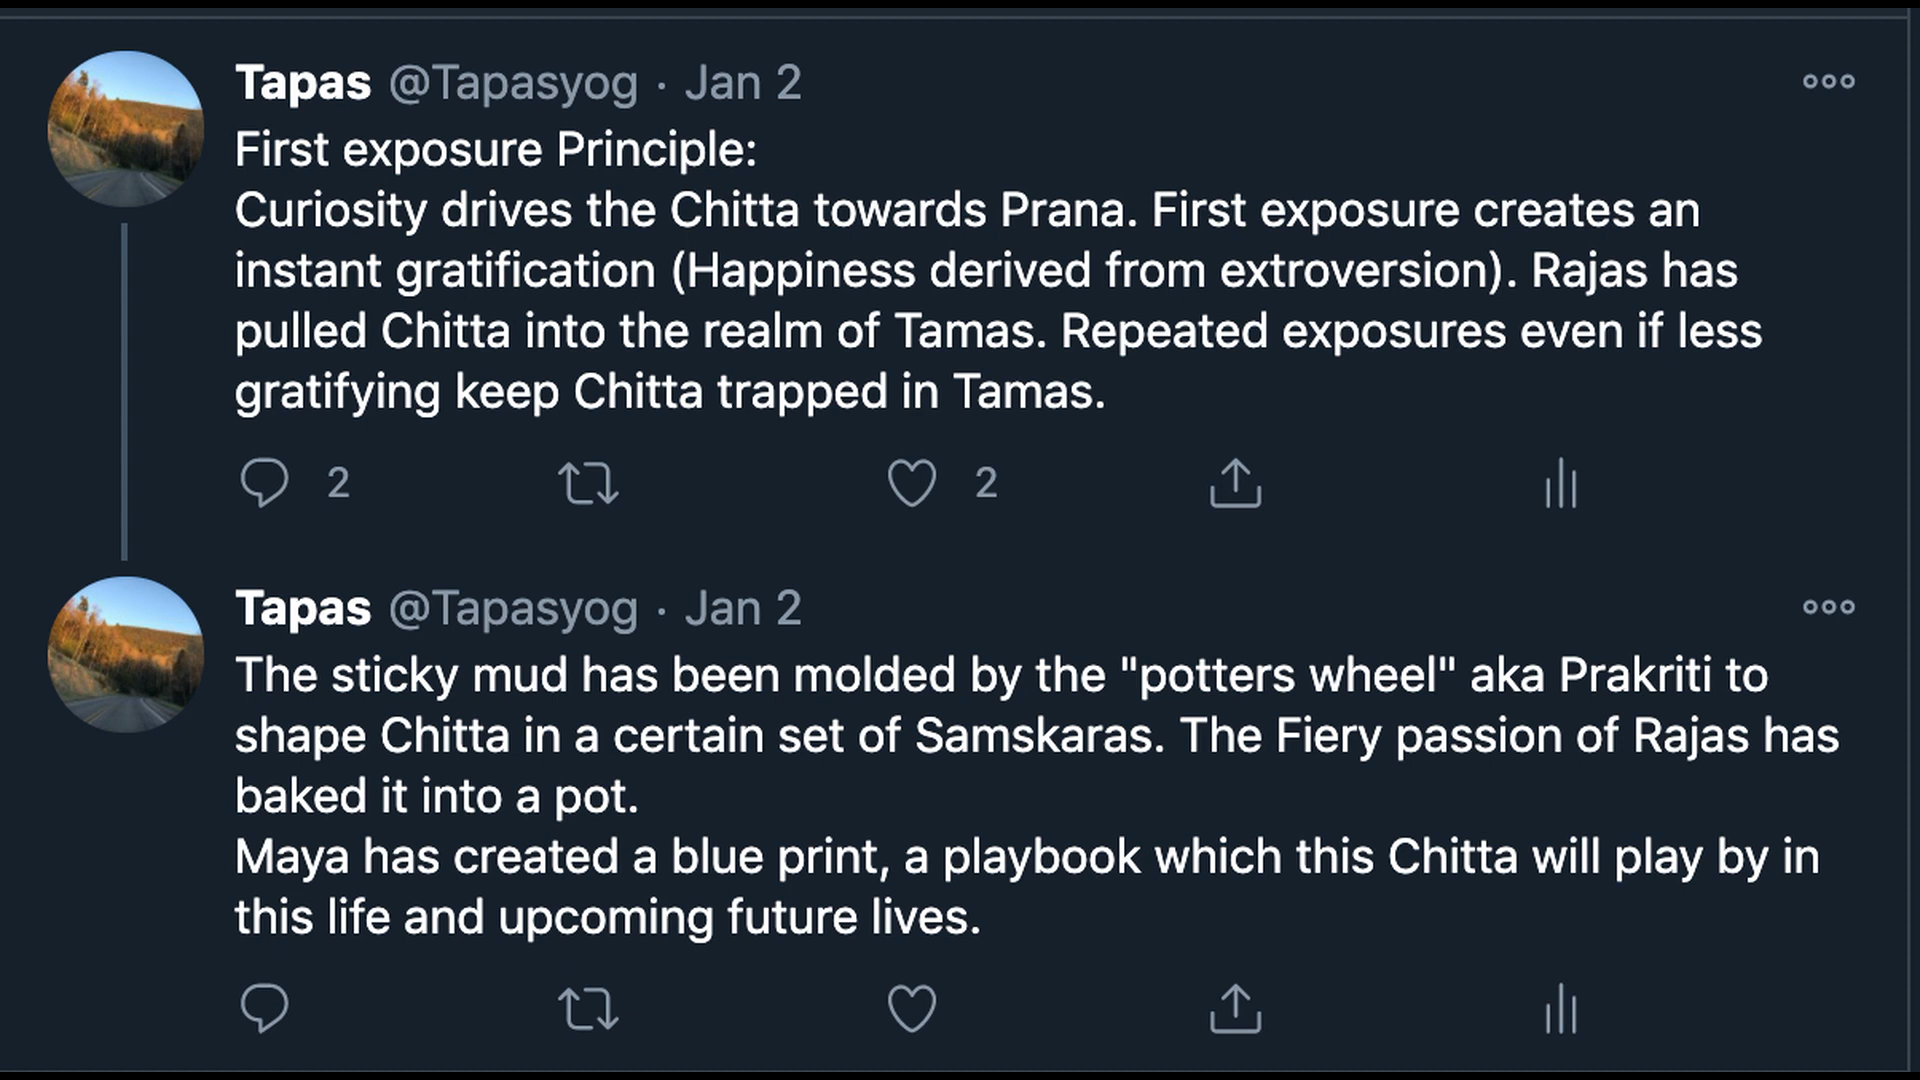 Tapas @Tapasyog · Jan 2
First exposure Principle:
Curiosity drives the Chitta towards Prana. First exposure creates an
instant gratification (Happiness derived from extroversion). Rajas has
pulled Chitta into the realm of Tamas. Repeated exposures even if less
gratifying keep Chitta trapped in Tamas.
2 2
Tapas @Tapasyog · Jan 2
The sticky mud has been molded by the "potters wheel" aka Prakriti to
shape Chitta in a certain set of Samskaras. The Fiery passion of Rajas has
baked it into a pot.
Maya has created a blue print, a playbook which this Chitta will play by in
this life and upcoming future lives.